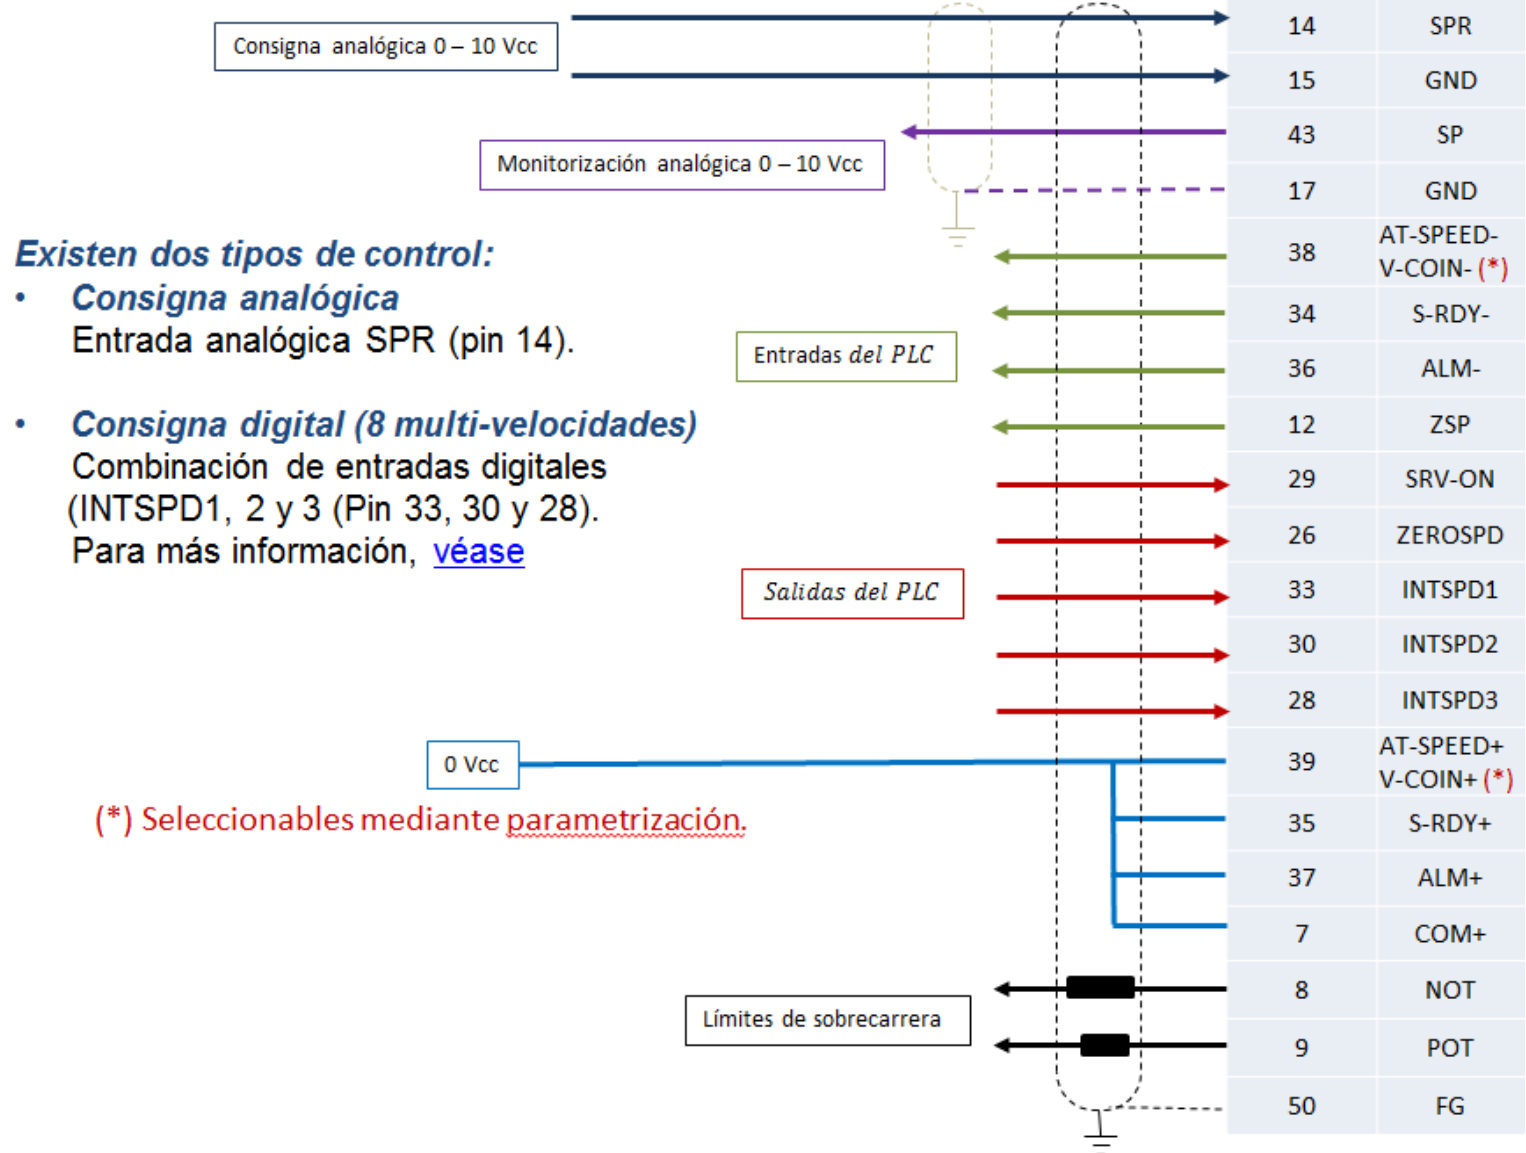 Consigna analógica 0 – 10 Vcc
14 SPR
15 GND
43 SP
Monitorización analógica 0 – 10 Vcc
17 GND
Existen dos tipos de control:
• Consigna analógica
Entrada analógica SPR (pin 14).
• Consigna digital (8 multi-velocidades)
Combinación de entradas digitales
(INTSPD1, 2 y 3 (Pin 33, 30 y 28).
Para más información, véase
AT-SPEED-
38 V-COIN- (*)
34 S-RDY-
Entradas del PLC
36 ALM-
12 ZSP
29 SRV-ON
26 ZEROSPD
Salidas del PLC
33 INTSPD1
30 INTSPD2
28 INTSPD3
0 Vcc
AT-SPEED+
39 V-COIN+ (*)
(*) Seleccionables mediante parametrización.
35 S-RDY+
37 ALM+
7 COM+
8 NOT
Límites de sobrecarrera
9 POT
50 FG